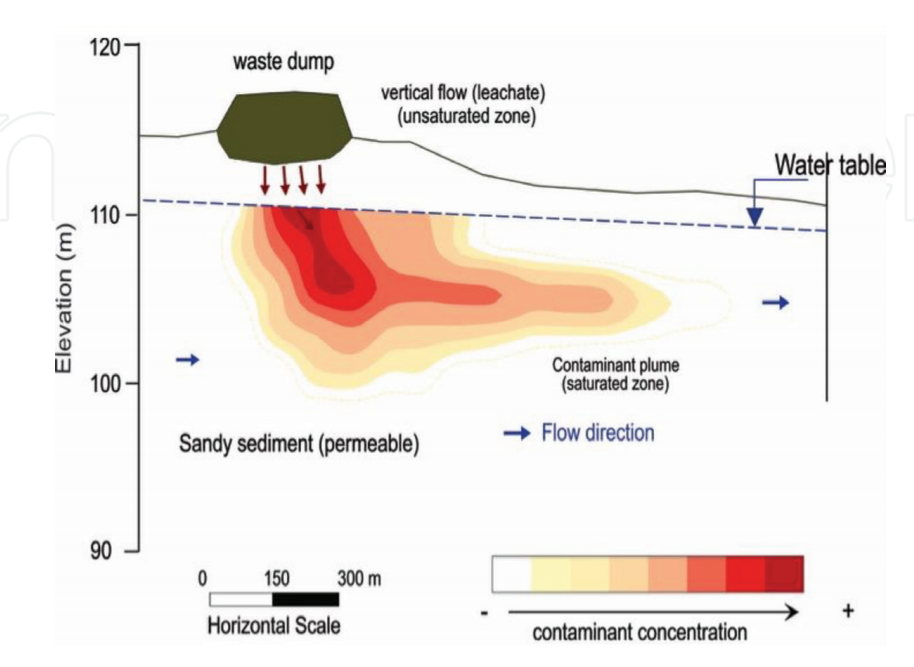 120
waste dump
vertical flow (leachate)
(unsaturated zone)
Water table
110
Elevation (m)
Contaminant plume
(saturated zone)
100
Flow direction
Sandy sediment (permeable)
90
0 150 300 m
Horizontal Scale
- +
contaminant concentration